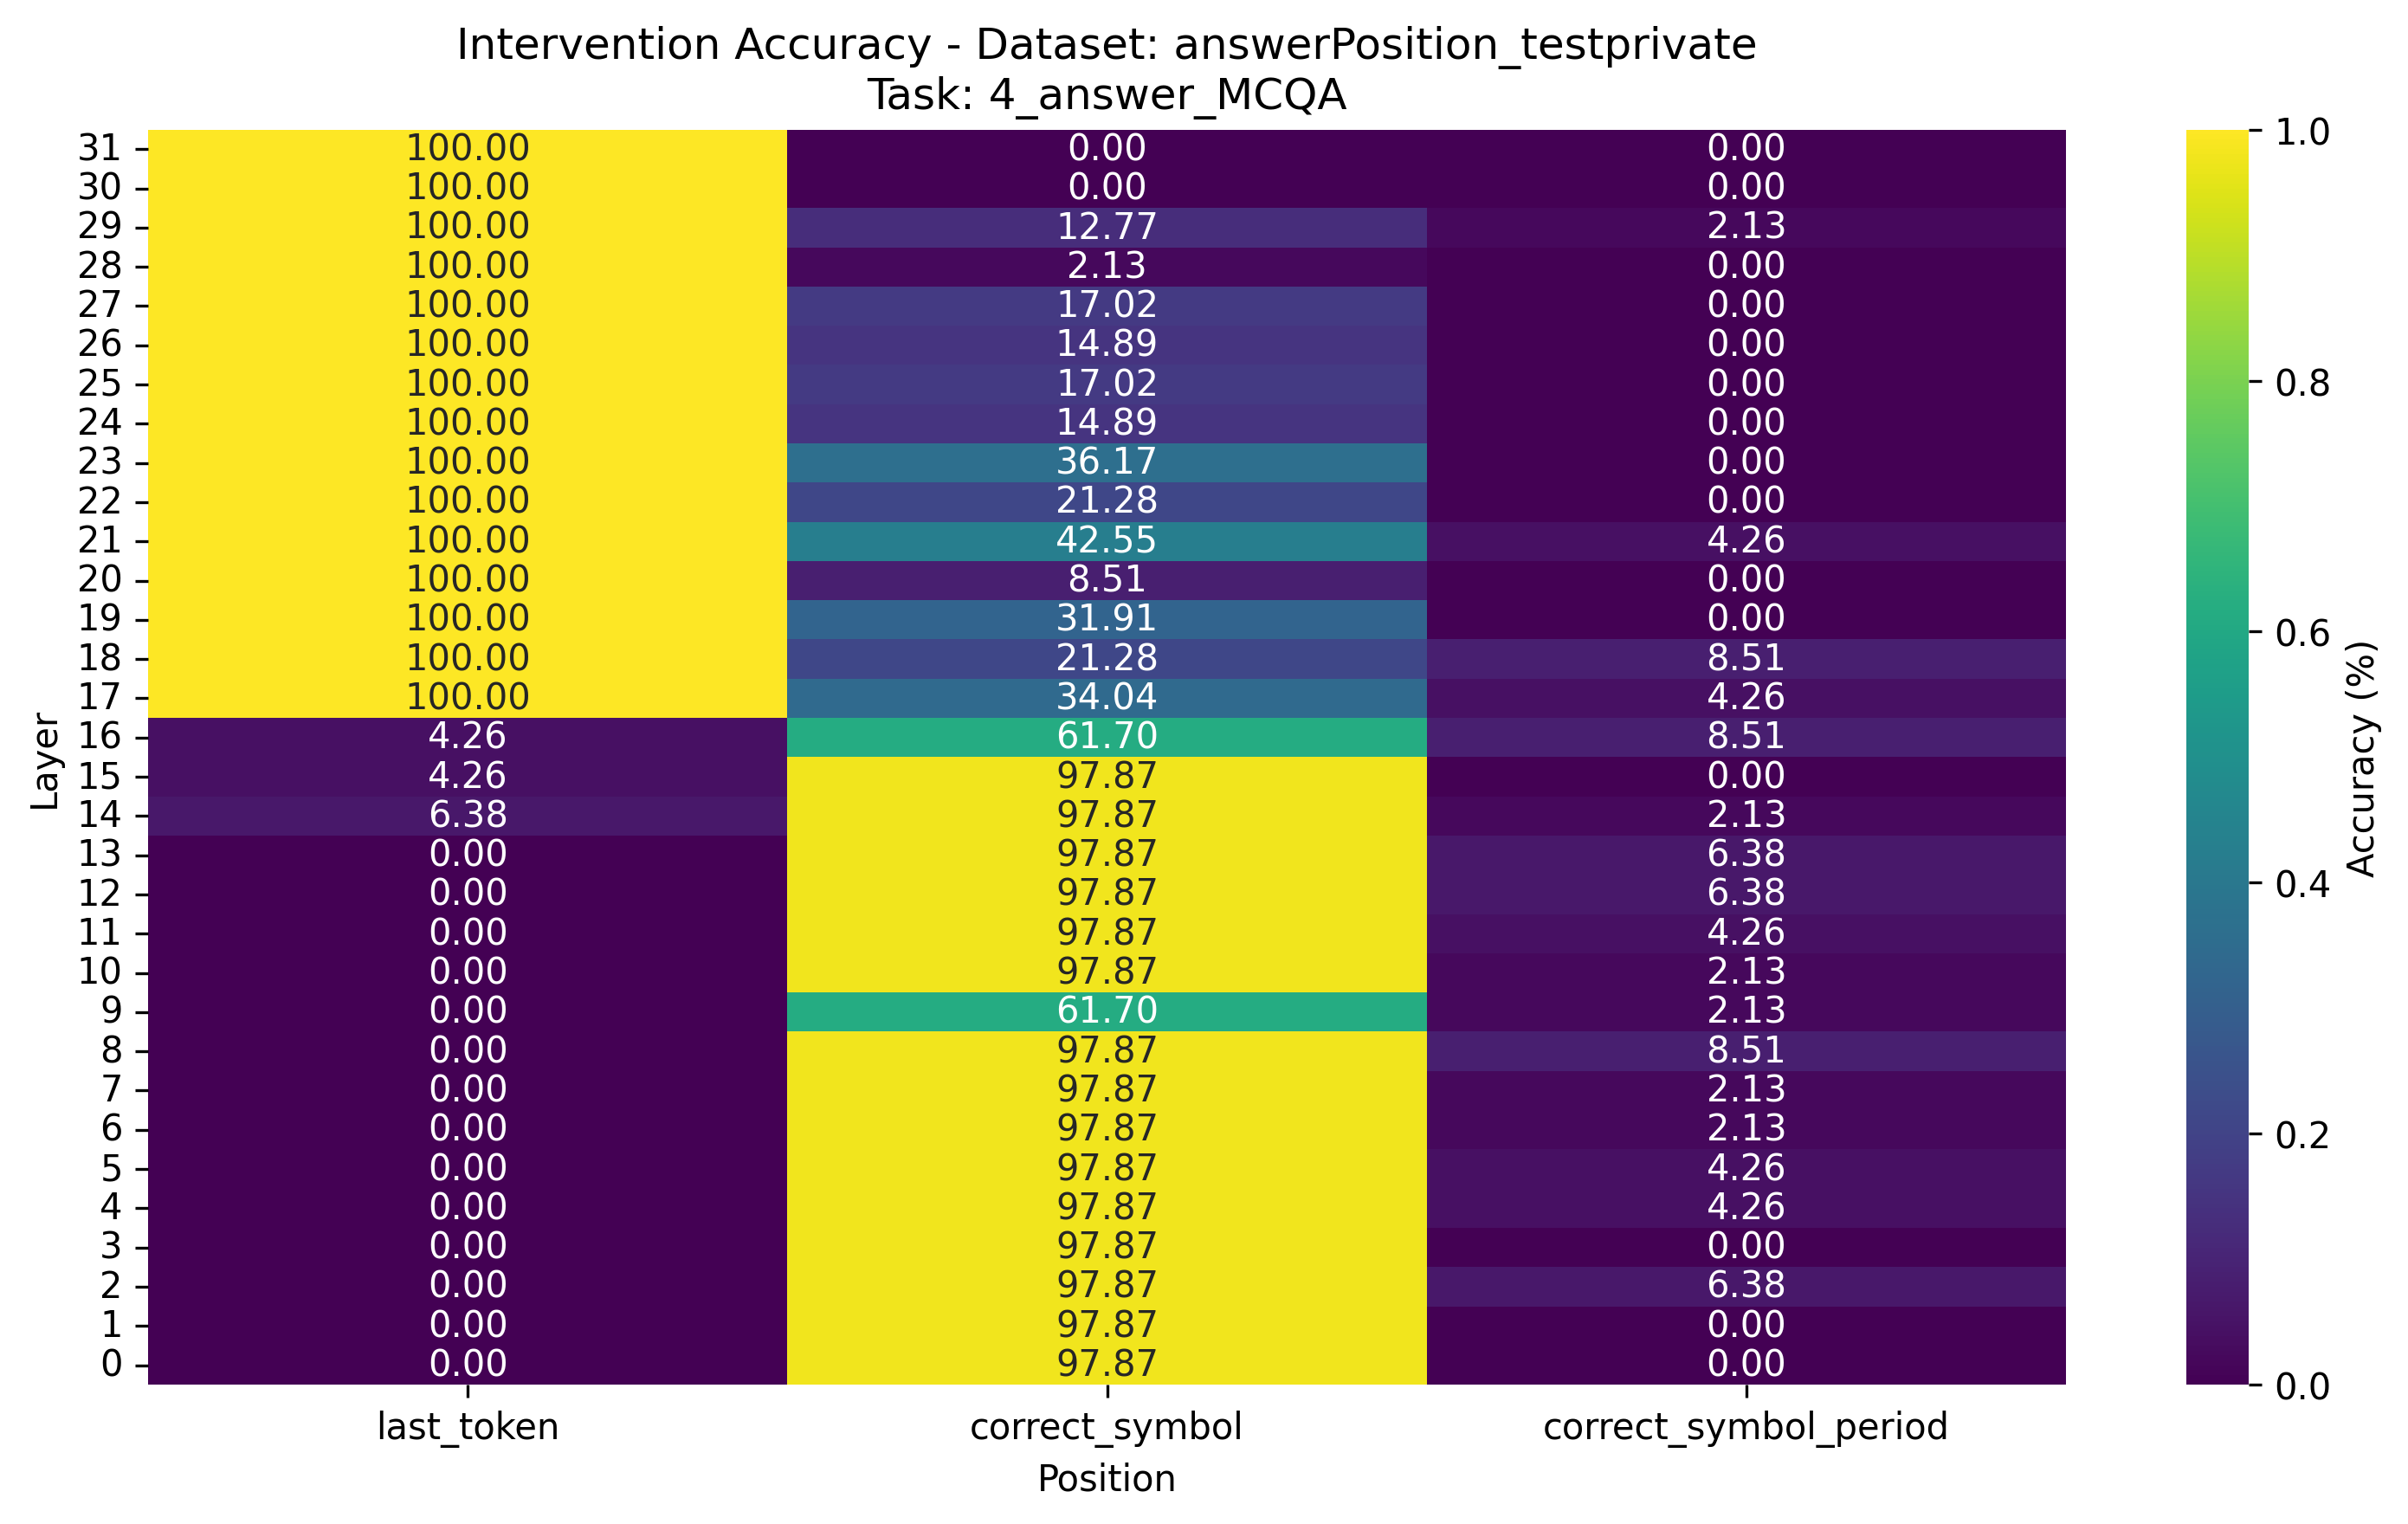 Intervention Accuracy - Dataset: answerPosition_testprivate
Task: 4_answer_MCQA
31 100.00 0.00 0.00
30 100.00 0.00 0.00
29 100.00 12.77 2.13
28 100.00 2.13 0.00
27 100.00 17.02 0.00
26 100.00 14.89 0.00
25 100.00 17.02 0.00
24 100.00 14.89 0.00
23 100.00 36.17 0.00
22 100.00 21.28 0.00
21 100.00 42.55 4.26
20 100.00 8.51 0.00
19 100.00 31.91 0.00
18 100.00 21.28 8.51
17 100.00 34.04 4.26
16 4.26 61.70 8.51
15 4.26 97.87 0.00
14 6.38 97.87 2.13
13 0.00 97.87 6.38
12 0.00 97.87 6.38
11 0.00 97.87 4.26
10 0.00 97.87 2.13
9 0.00 61.70 2.13
8 0.00 97.87 8.51
7 0.00 97.87 2.13
6 0.00 97.87 2.13
5 0.00 97.87 4.26
4 0.00 97.87 4.26
3 0.00 97.87 0.00
2 0.00 97.87 6.38
1 0.00 97.87 0.00
0 0.00 97.87 0.00
last_token correct_symbol correct_symbol_period
Position
Layer
1.0
0.8
0.6
0.4
0.2
0.0
Accuracy (%)